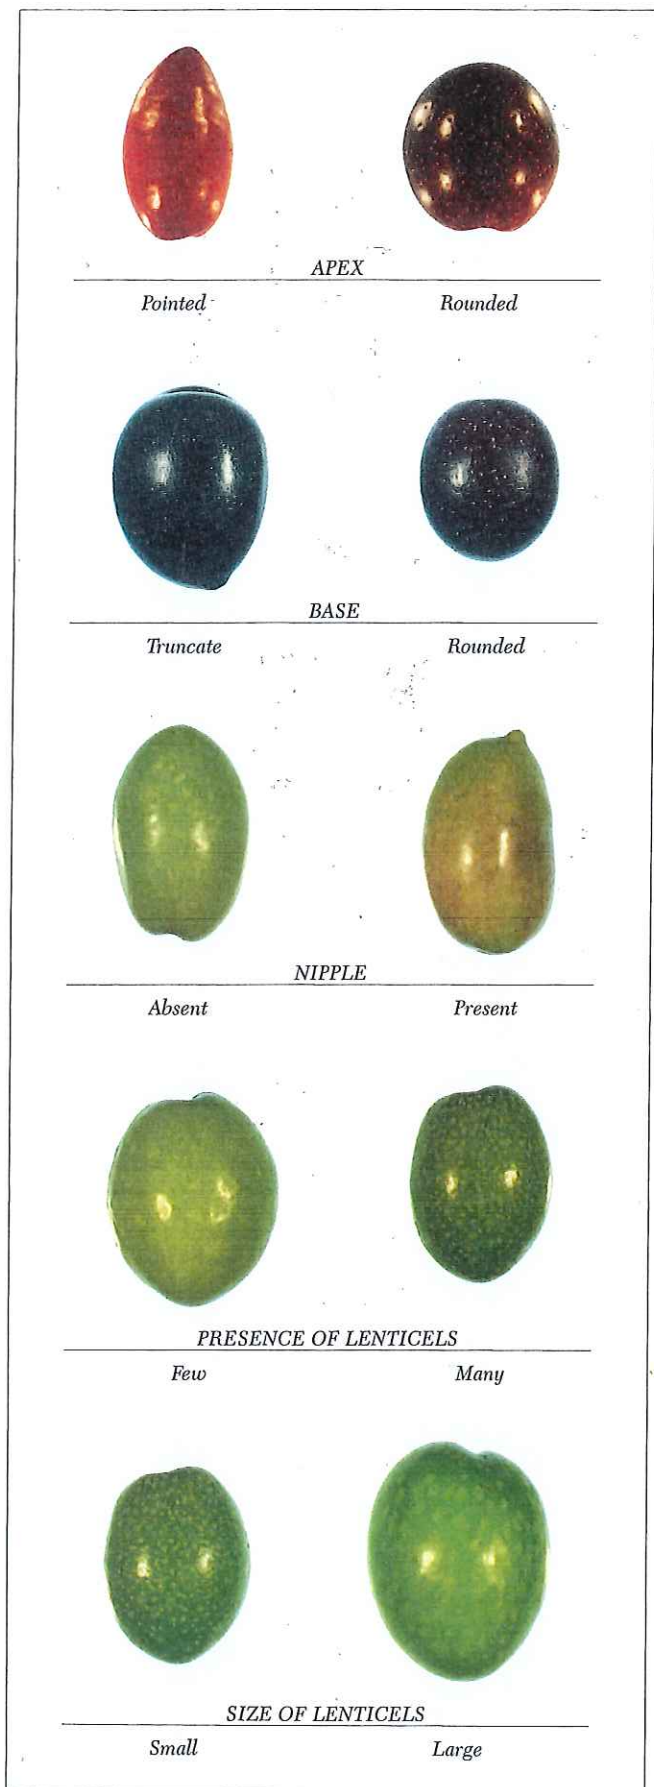 APEX
Pointed Rounded
BASE
Truncate Rounded
NIPPLE
Absent Present
PRESENCE OF LENTICELS
Few Many
SIZE OF LENTICELS
Small Large